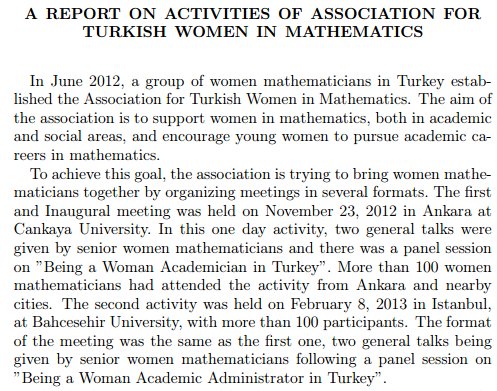 A REPORT ON ACTIVITIES OF ASSOCIATION FOR
TURKISH WOMEN IN MATHEMATICS
In June 2012, a group of women mathematicians in Turkey estab-
lished the Association for Turkish Women in Mathematics. The aim of
the association is to support women in mathematics, both in academic
and social areas, and encourage young women to pursue academic ca-
reers in mathematics.
To achieve this goal, the association is trying to bring women mathe-
maticians together by organizing meetings in several formats. The first
and Inaugural meeting was held on November 23, 2012 in Ankara at
Cankaya University. In this one day activity, two general talks were
given by senior women mathematicians and there was a panel session
on "Being a Woman Academician in Turkey". More than 100 women
mathematicians had attended the activity from Ankara and nearby
cities. The second activity was held on February 8, 2013 in Istanbul,
at Bahcesehir University, with more than 100 participants. The format
of the meeting was the same as the first one, two general talks being
given by senior women mathematicians following a panel session on
"Being a Woman Academic Administrator in Turkey".